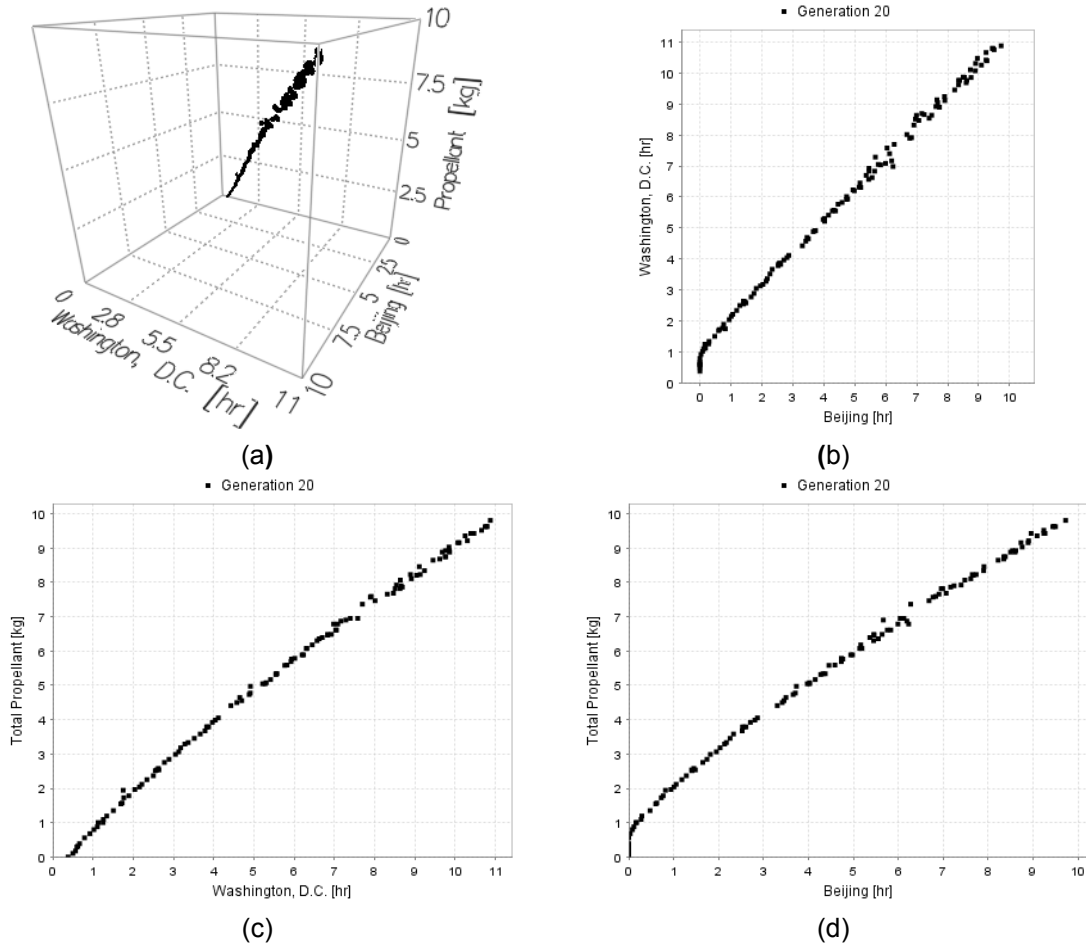 10
7.5
5
2.5
0
Propellant [kg]
0
2.5
5
7.5
10
Beijing [hr]
0
2.8
5.5
8.2
11
Washington, D.C. [hr]
(a)
Generation 20
11
10
9
8
7
6
5
4
3
2
1
0
Washington, D.C. [hr]
0 1 2 3 4 5 6 7 8 9 10
Beijing [hr]
(b)
Generation 20
10
9
8
7
6
5
4
3
2
1
0
Total Propellant [kg]
0 1 2 3 4 5 6 7 8 9 10 11
Washington, D.C. [hr]
(c)
Generation 20
10
9
8
7
6
5
4
3
2
1
0
Total Propellant [kg]
0 1 2 3 4 5 6 7 8 9 10
Beijing [hr]
(d)